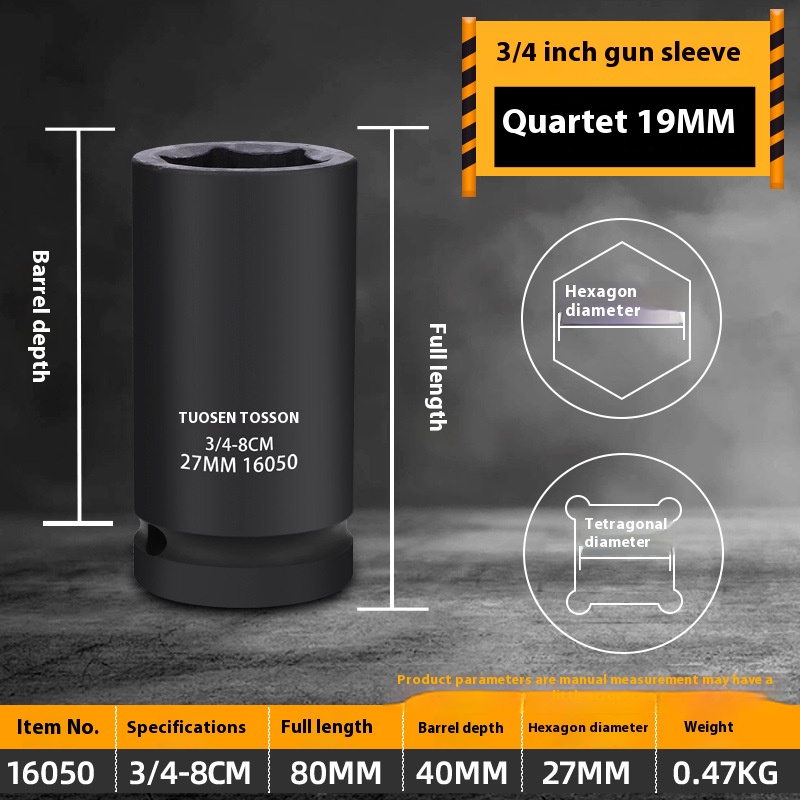 3/4 inch gun sleeve
Quartet 19MM
Barrel depth
Full length
Hexagon
diameter
TUOSEN TOSSON
3/4-8CM
27MM 16050
Tetragonal
diameter
Product parameters are manual measurement may have a
Item No. Specifications Full length Barrel depth Hexagon diameter Weight
16050 3/4-8CM 80MM 40MM 27MM 0.47KG